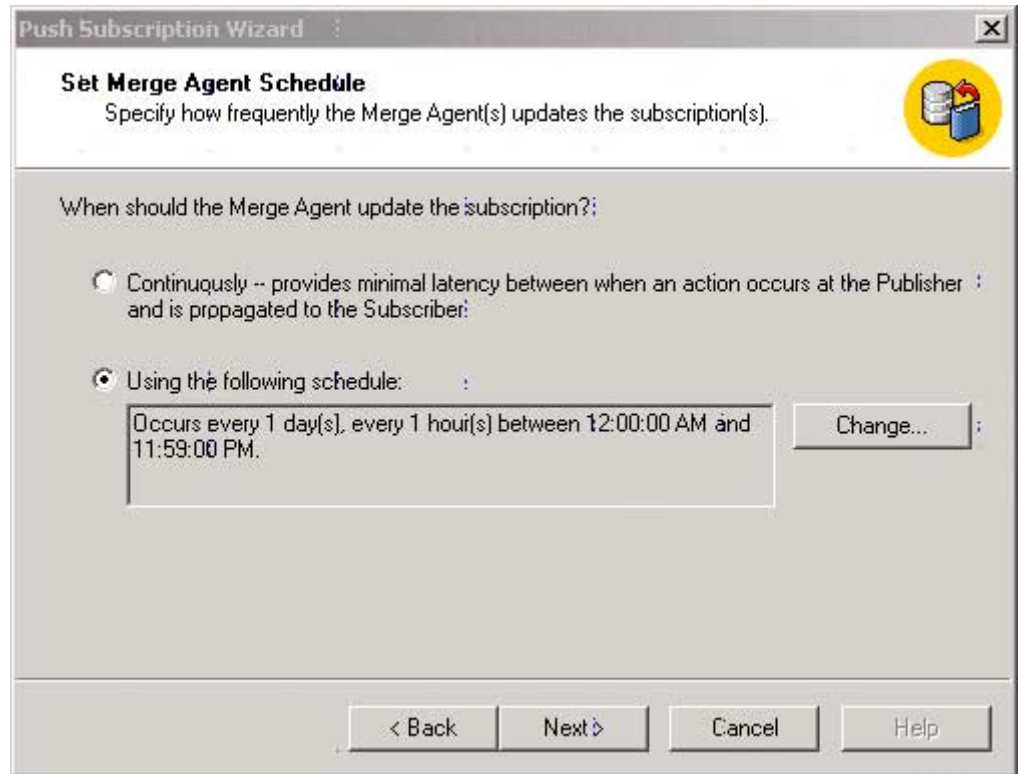 Push Subscription Wizard
Set Merge Agent Schedule
Specify how frequently the Merge Agent(s) updates the subscription(s).
When should the Merge Agent update the subscription?
Continuously -- provides minimal latency between when an action occurs at the Publisher
and is propagated to the Subscriber.
Using the following schedule:
Occurs every 1 day(s), every 1 hour(s) between 12:00:00 AM and
11:59:00 PM.
Change...
< Back
Next >
Cancel
Help